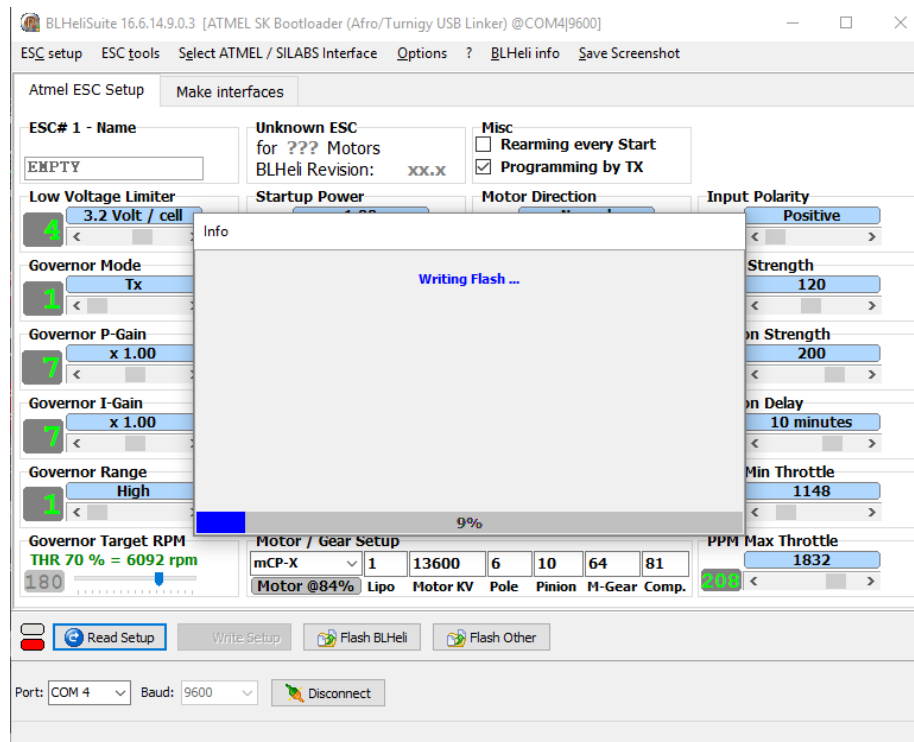 BLHeliSuite 16.6.14.9.0.3 [ATMEL SK Bootloader (Afro/Turnigy USB Linker) @COM4|9600]
ESC setup ESC tools Select ATMEL / SILABS Interface Options ? BLHeli info Save Screenshot
Atmel ESC Setup Make interfaces
ESC# 1 - Name Unknown ESC Misc
for ??? Motors Rearming every Start
EMPTY BLHeli Revision: xx.x Programming by TX
Low Voltage Limiter Startup Power Motor Direction Input Polarity
4 3.2 Volt / cell Positive
Info
Writing Flash ...
Governor Mode Strength
1 Tx 120
Governor P-Gain on Strength
7 x 1.00 200
Governor I-Gain on Delay
7 x 1.00 10 minutes
Governor Range Min Throttle
1 High 1148
9%
Governor Target RPM Motor / Gear Setup PPM Max Throttle
THR 70 % = 6092 rpm mCP-X 1 13600 6 10 64 81 1832
180 Motor @84% Lipo Motor KV Pole Pinion M-Gear Comp. 208
Read Setup Write Setup Flash BLHeli Flash Other
Port: COM 4 Baud: 9600 Disconnect